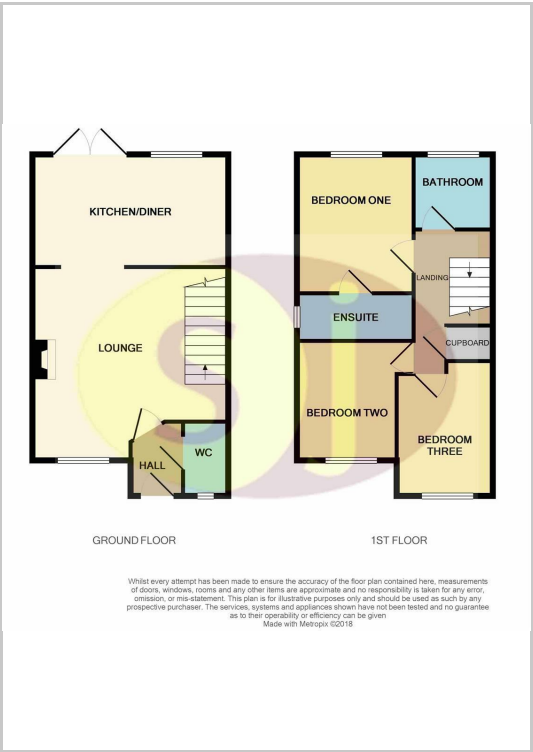 KITCHEN/DINER
LOUNGE
HALL
WC
BEDROOM ONE
BATHROOM
LANDING
ENSUITE
CUPBOARD
BEDROOM TWO
BEDROOM
THREE
si
GROUND FLOOR
1ST FLOOR
Whilst every attempt has been made to ensure the accuracy of the floor plan contained here, measurements
of doors, windows, rooms and any other items are approximate and no responsibility is taken for any error,
omission, or mis-statement. This plan is for illustrative purposes only and should be used as such by any
prospective purchaser. The services, systems and appliances shown have not been tested and no guarantee
as to their operability or efficiency can be given
Made with Metropix ©2018